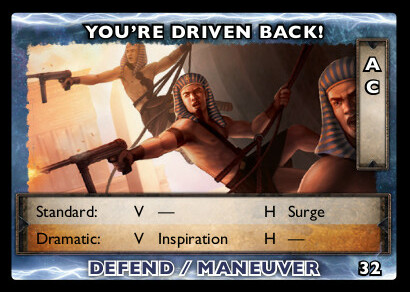 YOU'RE DRIVEN BACK!
A
C
Standard: V — H Surge
Dramatic: V Inspiration H —
DEFEND / MANEUVER 32